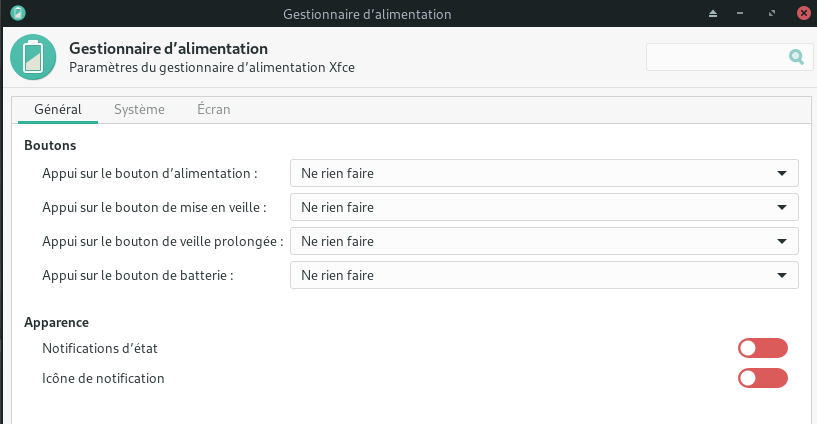 Gestionnaire d’alimentation
Gestionnaire d’alimentation
Paramètres du gestionnaire d’alimentation Xfce
Général Système Écran
Boutons
Appui sur le bouton d’alimentation : Ne rien faire
Appui sur le bouton de mise en veille : Ne rien faire
Appui sur le bouton de veille prolongée : Ne rien faire
Appui sur le bouton de batterie : Ne rien faire
Apparence
Notifications d’état
Icône de notification